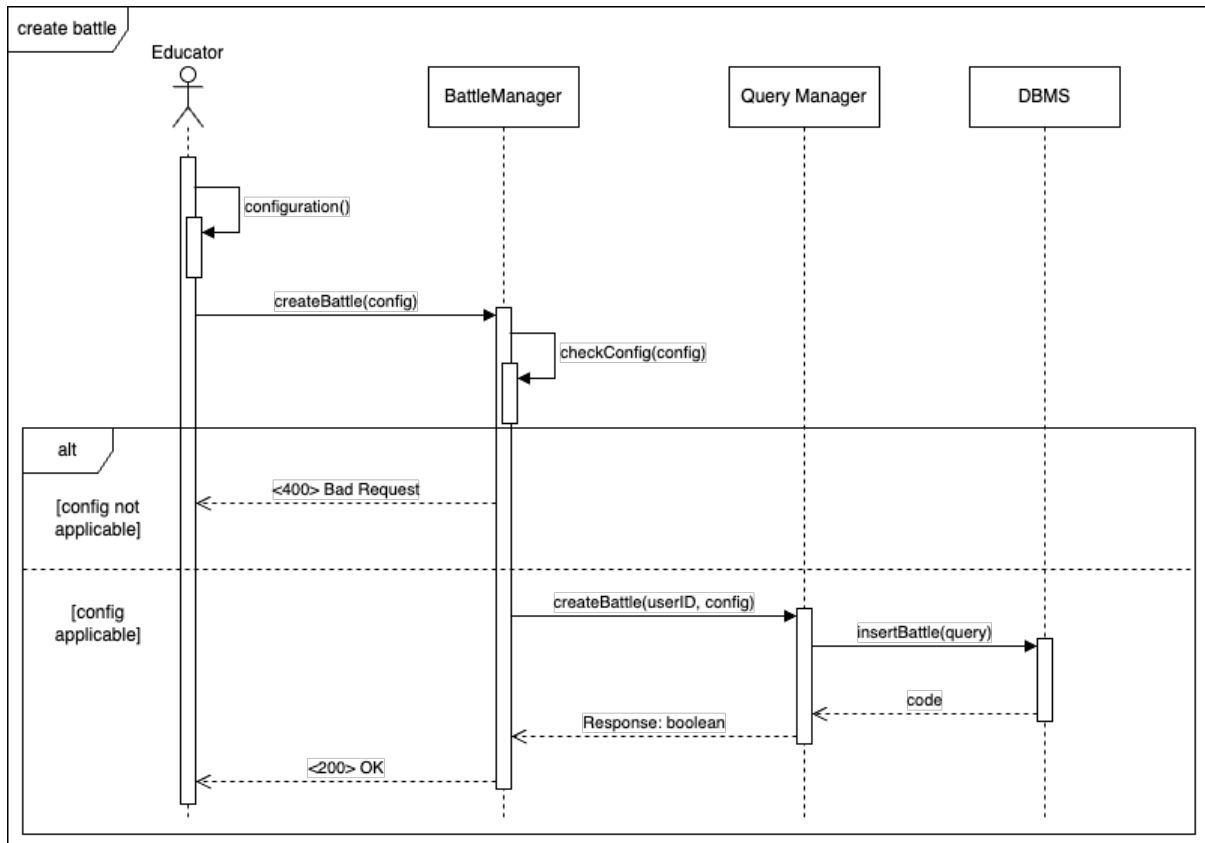 create battle
Educator
BattleManager
Query Manager
DBMS
configuration()
createBattle(config)
checkConfig(config)
alt
<400> Bad Request
[config not
applicable]
[config
applicable]
createBattle(userID, config)
insertBattle(query)
code
Response: boolean
<200> OK